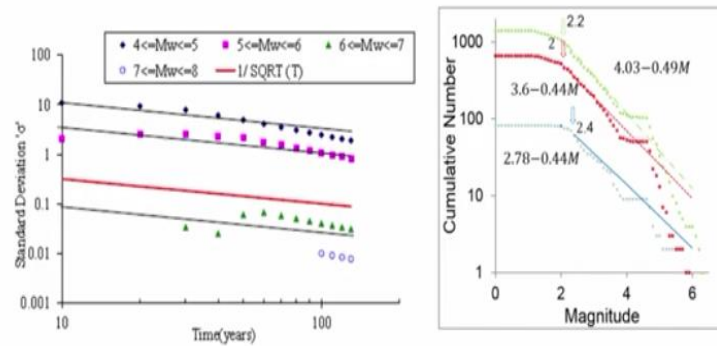 4<=Mw<=5 5<=Mw<=6 6<=Mw<=7
7<=Mw<=8 1/ SQRT (T)
Standard Deviation 'σ'
100
10
1
0.1
0.01
0.001
10
100
Time(years)
Cumulative Number
1000
100
10
1
2.2
2
4.03−0.49M
3.6−0.44M
2.4
2.78−0.44M
0
2
4
6
Magnitude